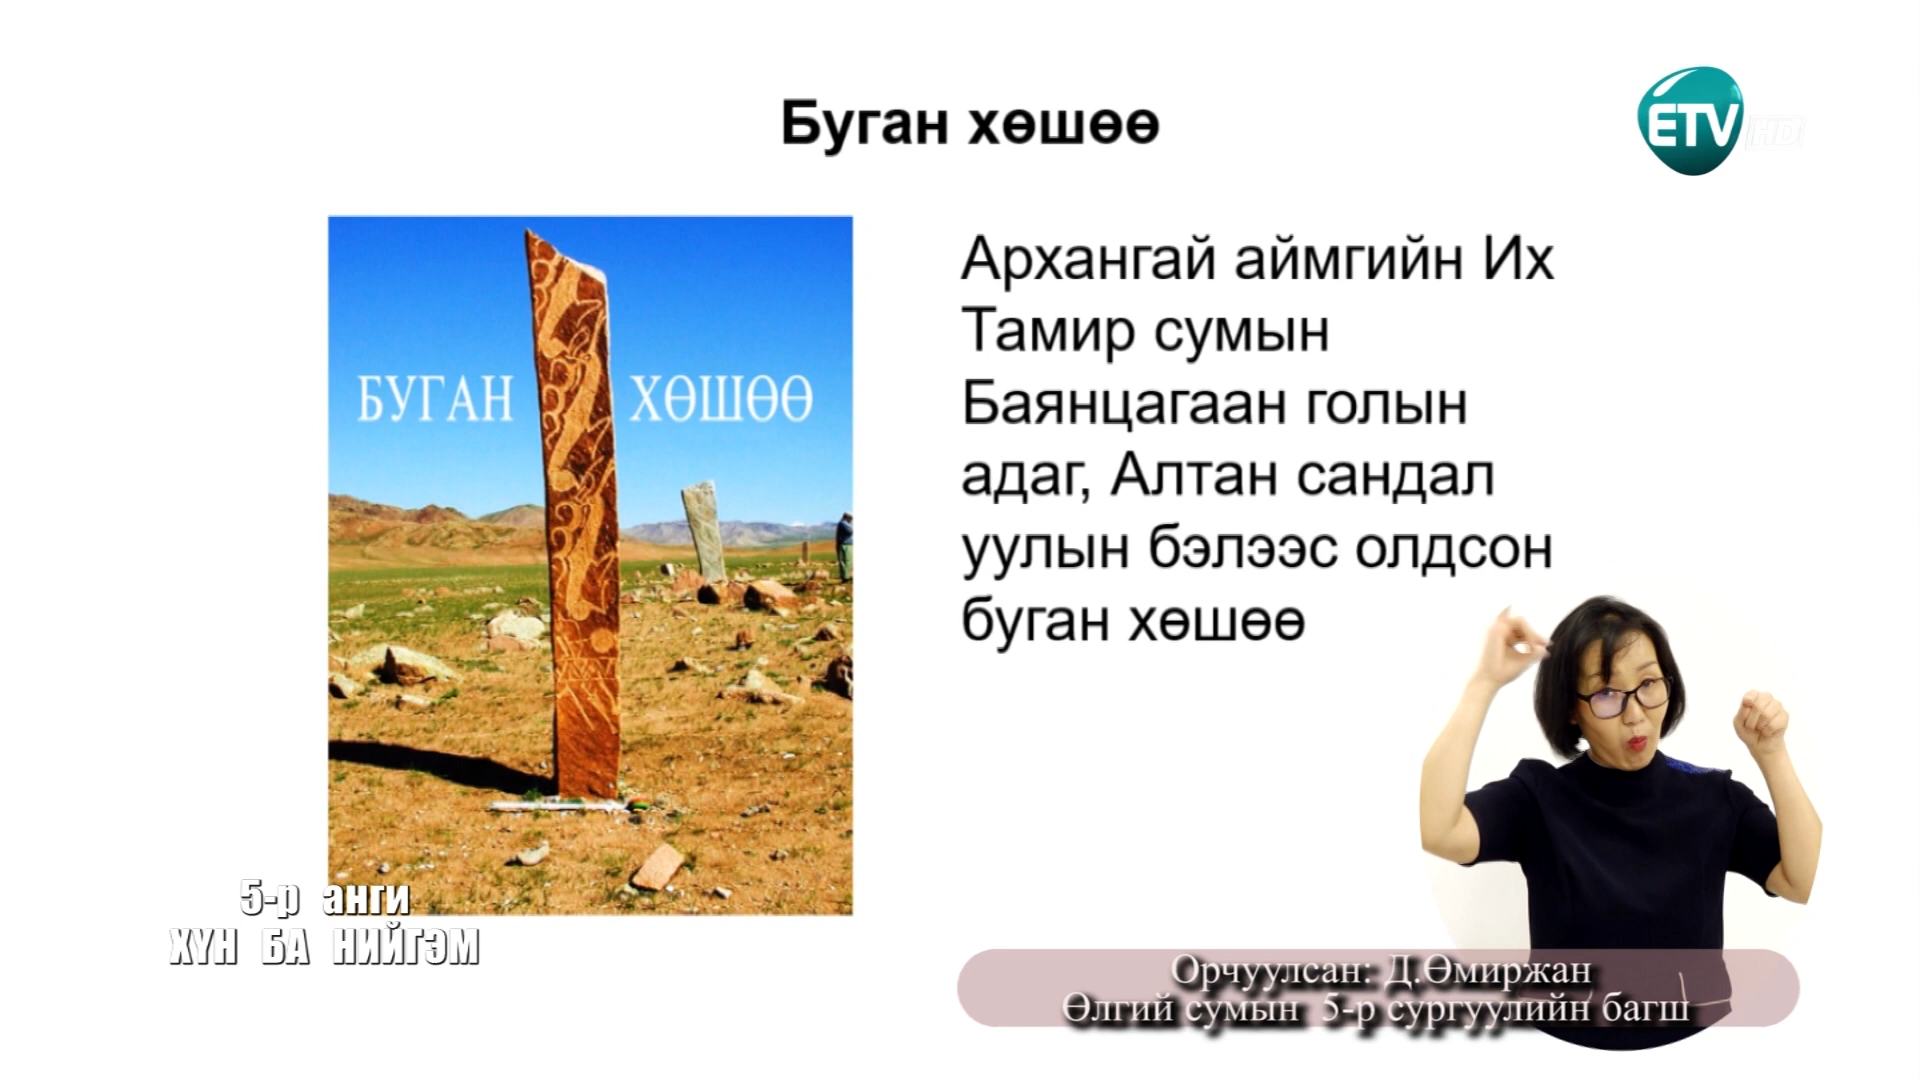 Буган хөшөө
ETV HD
БУГАН ХӨШӨӨ
Архангай аймгийн Их
Тамир сумын
Баянцагаан голын
адаг, Алтан сандал
уулын бэлээс олдсон
буган хөшөө
5-р анги
ХҮН БА НИЙГЭМ
Орчуулсан: Д.Өмиржан
Өлгий сумын 5-р сургуулийн багш